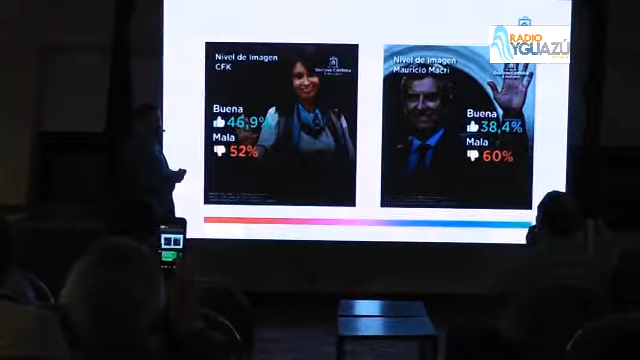 RADIO
YGUAZÚ
Nivel de Imagen
CFK
Buena
46,9%
Mala
52%
Nivel de Imagen
Mauricio Macri
Buena
38,4%
Mala
60%